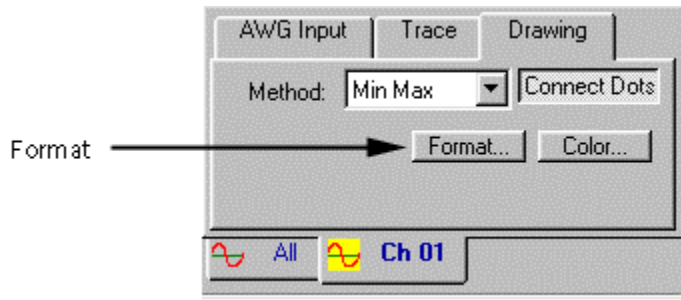 AWG Input Trace Drawing
Method: Min Max Connect Dots
Format Format... Color...
All Ch 01